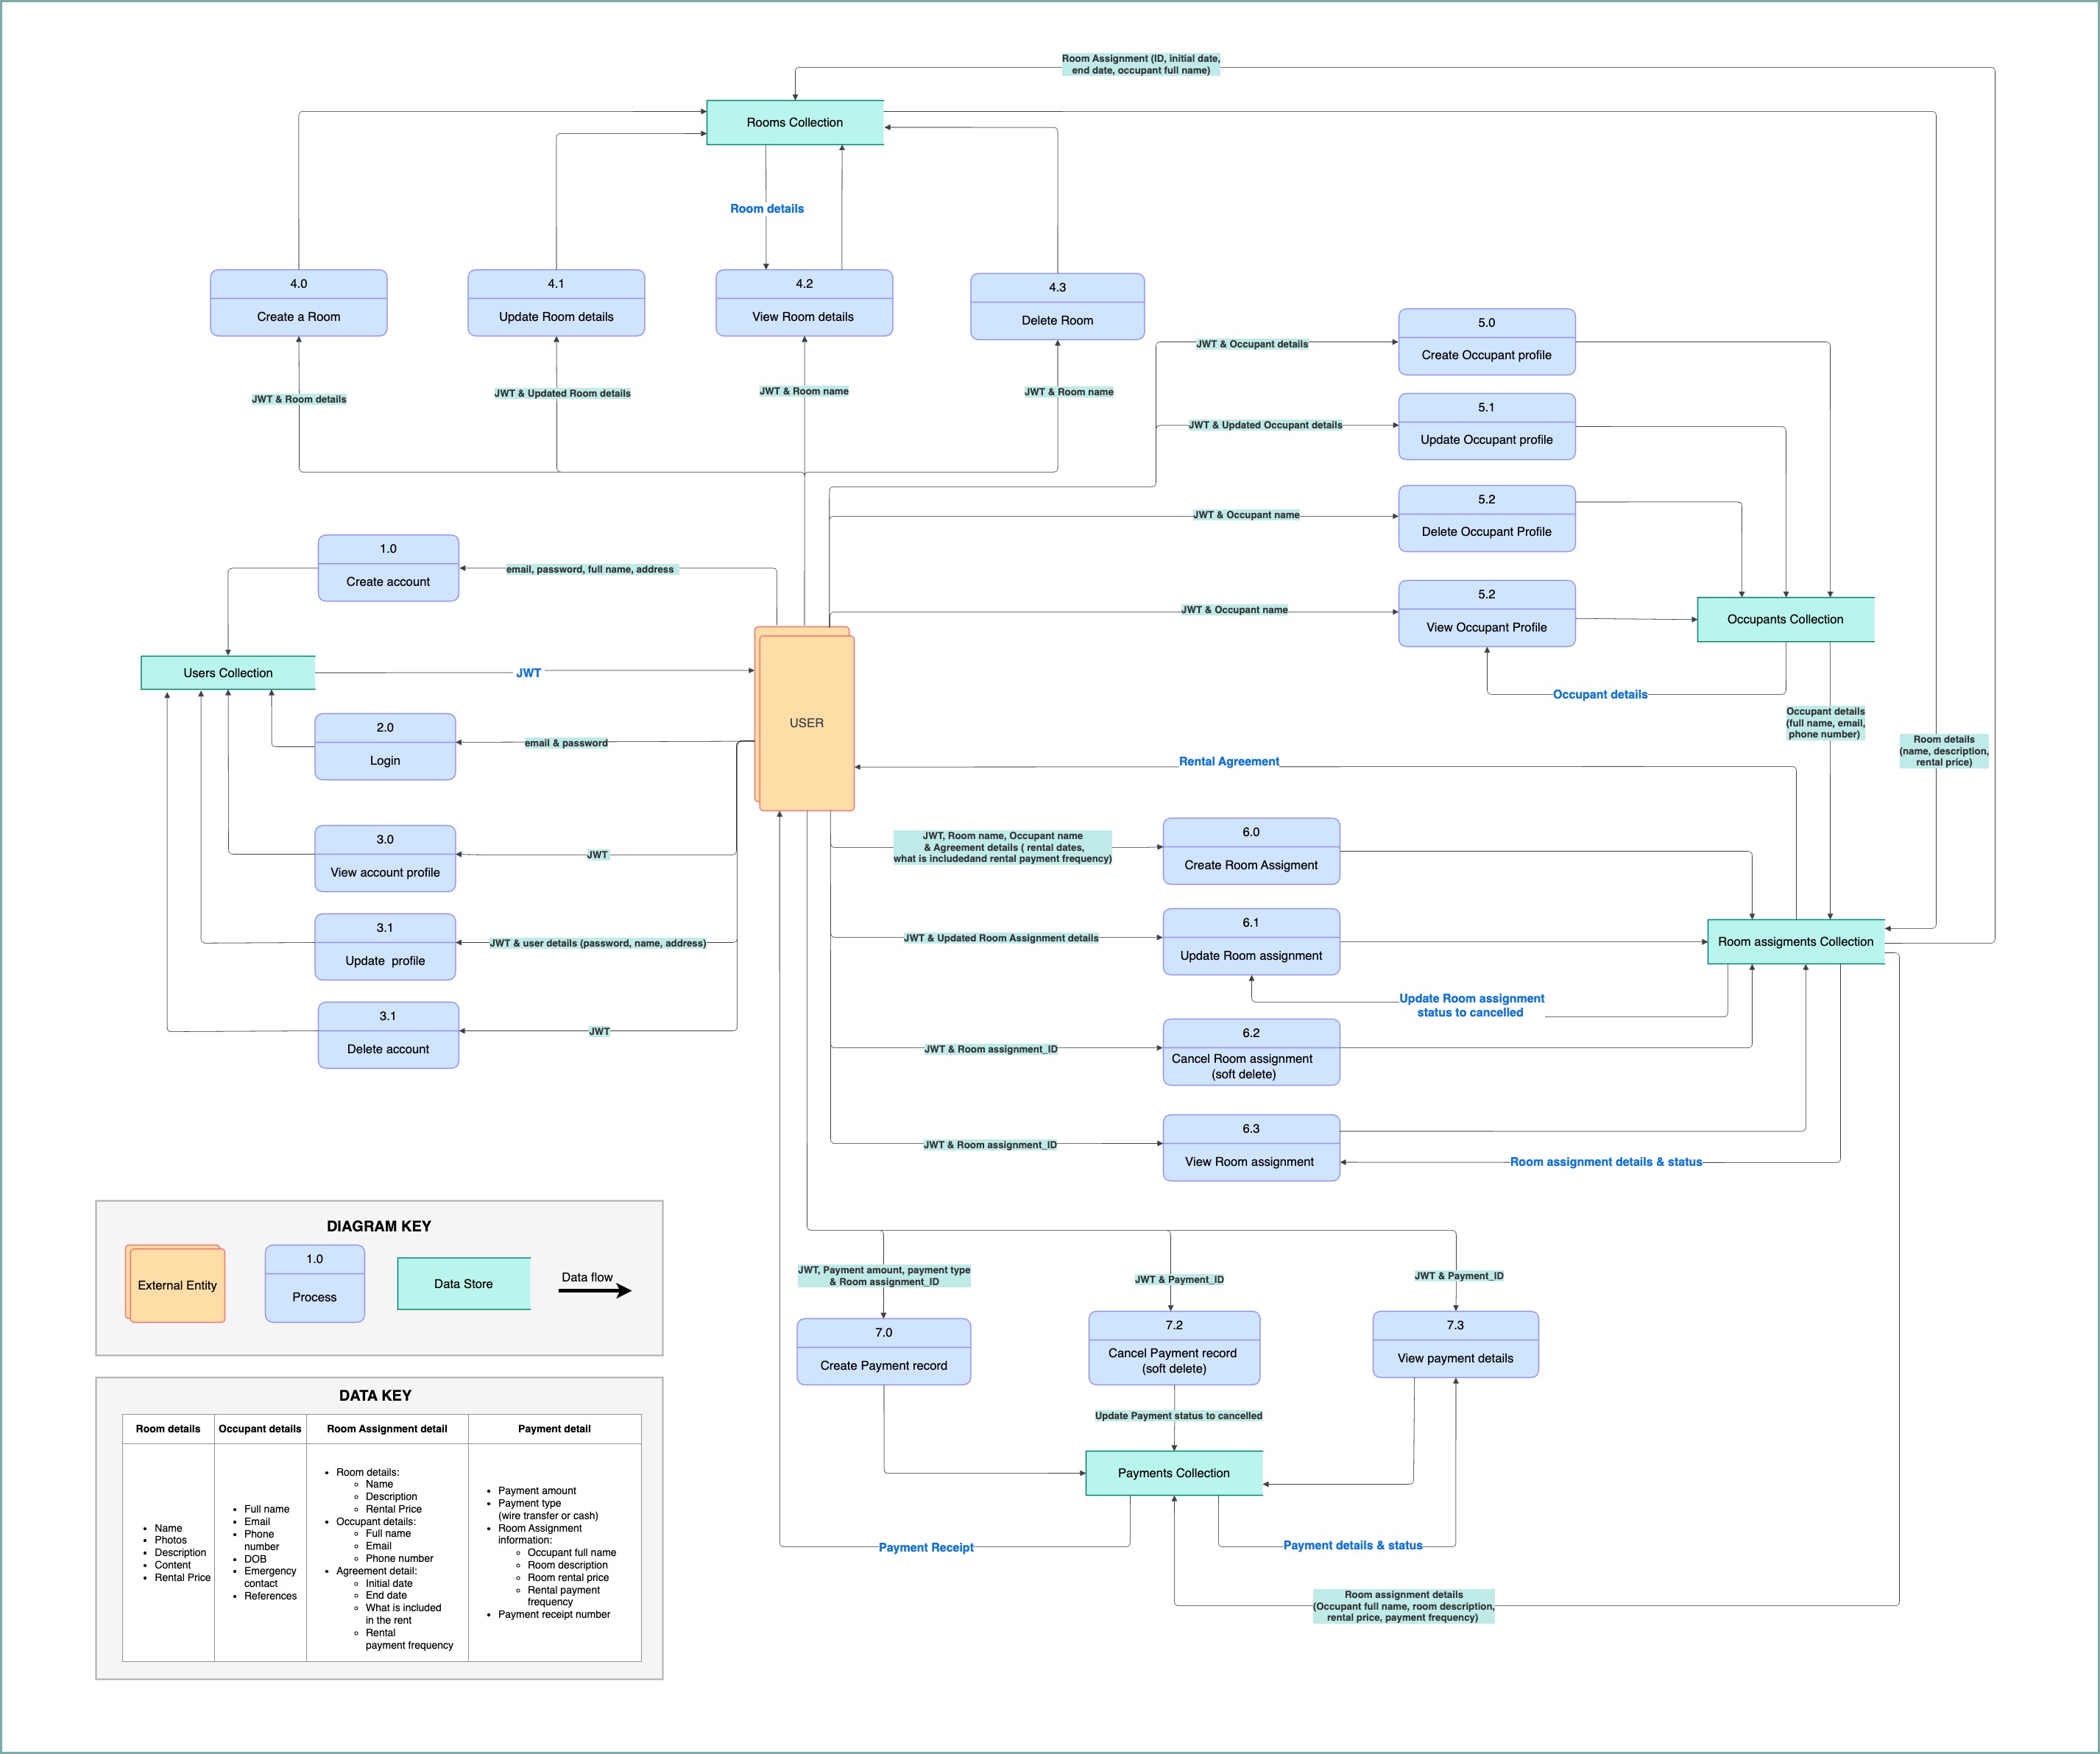 Room Assignment (ID, initial date,
end date, occupant full name)
Rooms Collection
Room details
4.0
Create a Room
4.1
Update Room details
4.2
View Room details
4.3
Delete Room
JWT & Room details
JWT & Updated Room details
JWT & Room name
JWT & Room name
5.0
Create Occupant profile
JWT & Occupant details
5.1
Update Occupant profile
JWT & Updated Occupant details
5.2
Delete Occupant Profile
JWT & Occupant name
5.2
View Occupant Profile
JWT & Occupant name
Occupants Collection
Occupant details
Occupant details
(full name, email,
phone number)
Room details
(name, description,
rental price)
1.0
Create account
email, password, full name, address
Users Collection
JWT
USER
2.0
Login
email & password
3.0
View account profile
JWT
3.1
Update  profile
JWT & user details (password, name, address)
3.1
Delete account
JWT
Rental Agreement
JWT, Room name, Occupant name
& Agreement details ( rental dates,
what is includedand rental payment frequency)
6.0
Create Room Assigment
JWT & Updated Room Assignment details
6.1
Update Room assignment
Room assigments Collection
Update Room assignment
status to cancelled
JWT & Room assignment_ID
6.2
Cancel Room assignment
(soft delete)
JWT & Room assignment_ID
6.3
View Room assignment
Room assignment details & status
JWT, Payment amount, payment type
& Room assignment_ID
JWT & Payment_ID
JWT & Payment_ID
7.0
Create Payment record
7.2
Cancel Payment record
(soft delete)
7.3
View payment details
Update Payment status to cancelled
Payments Collection
Payment Receipt
Payment details & status
Room assignment details
(Occupant full name, room description,
rental price, payment frequency)
DIAGRAM KEY
External Entity
1.0
Process
Data Store
Data flow
DATA KEY
Room details
Occupant details
Room Assignment detail
Payment detail
Name
Photos
Description
Content
Rental Price
Full name
Email
Phone
number
DOB
Emergency
contact
References
Room details:
Name
Description
Rental Price
Occupant details:
Full name
Email
Phone number
Agreement detail:
Initial date
End date
What is included
in the rent
Rental
payment frequency
Payment amount
Payment type
(wire transfer or cash)
Room Assignment
information:
Occupant full name
Room description
Room rental price
Rental payment
frequency
Payment receipt number